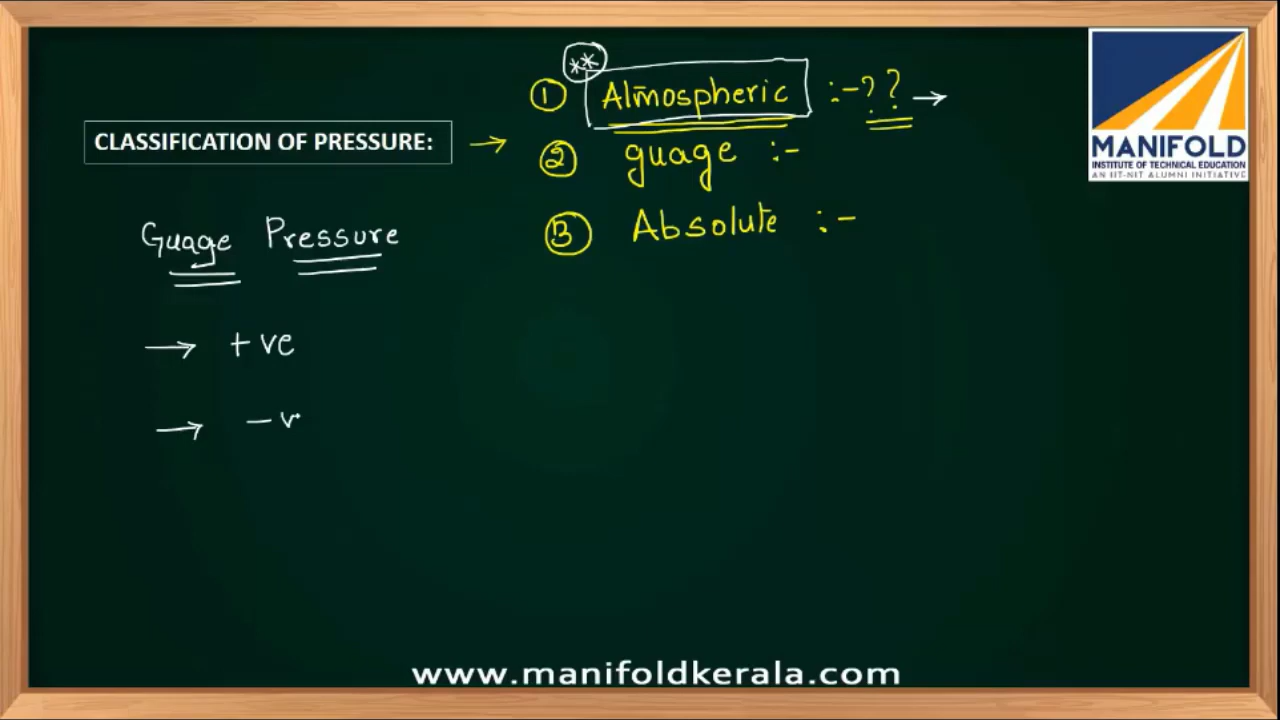 ** ① Atmospheric :- ?? →
CLASSIFICATION OF PRESSURE: →
② guage :-
③ Absolute :-
MANIFOLD
INSTITUTE OF TECHNICAL EDUCATION
AN IIT-NIT ALUMNI INITIATIVE
Guage Pressure
→ +ve
→ -v
www.manifoldkerala.com